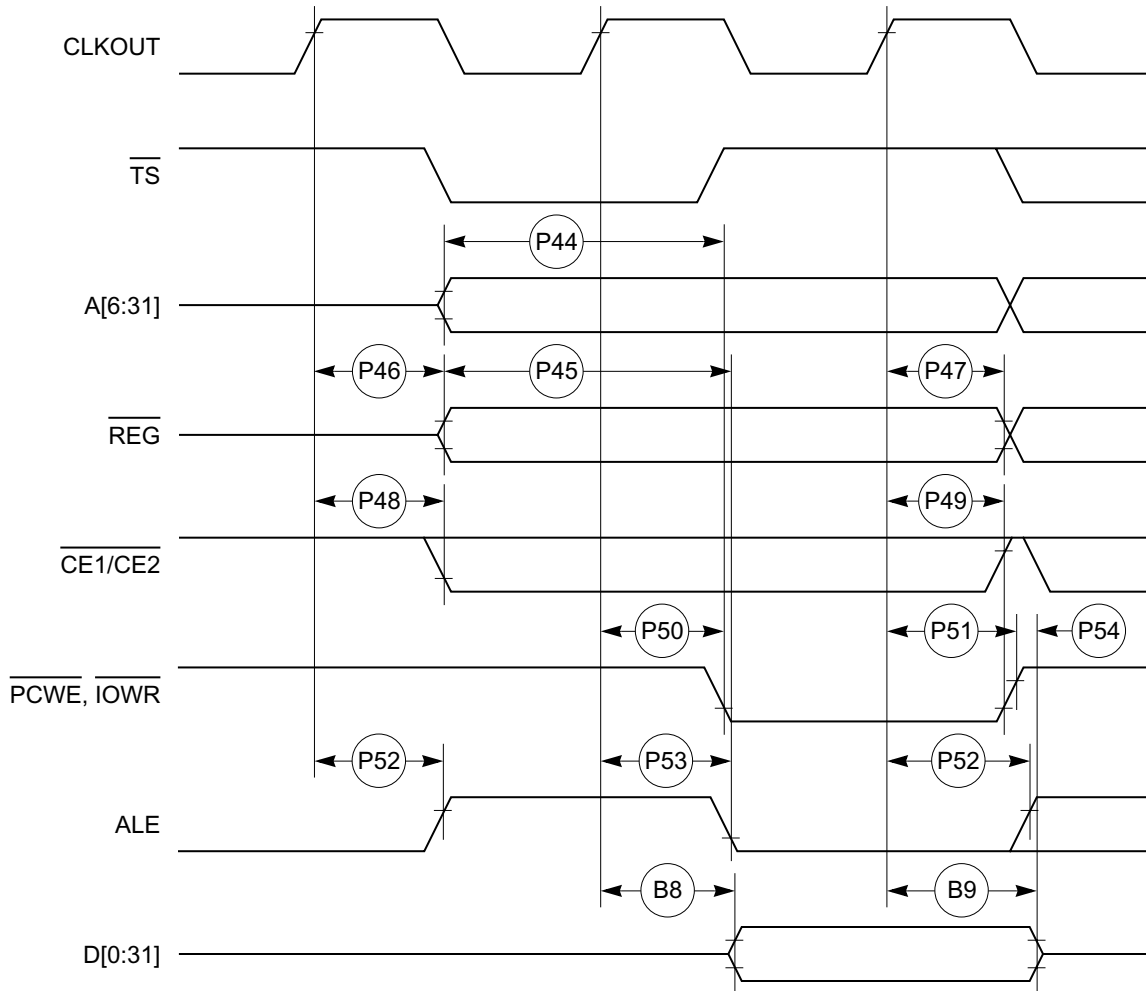 CLKOUT
TS
P44
A[6:31]
P46 P45 P47
REG
P48 P49
CE1/CE2
P50 P51 P54
PCWE, IOWR
P52 P53 P52
ALE
B8 B9
D[0:31]